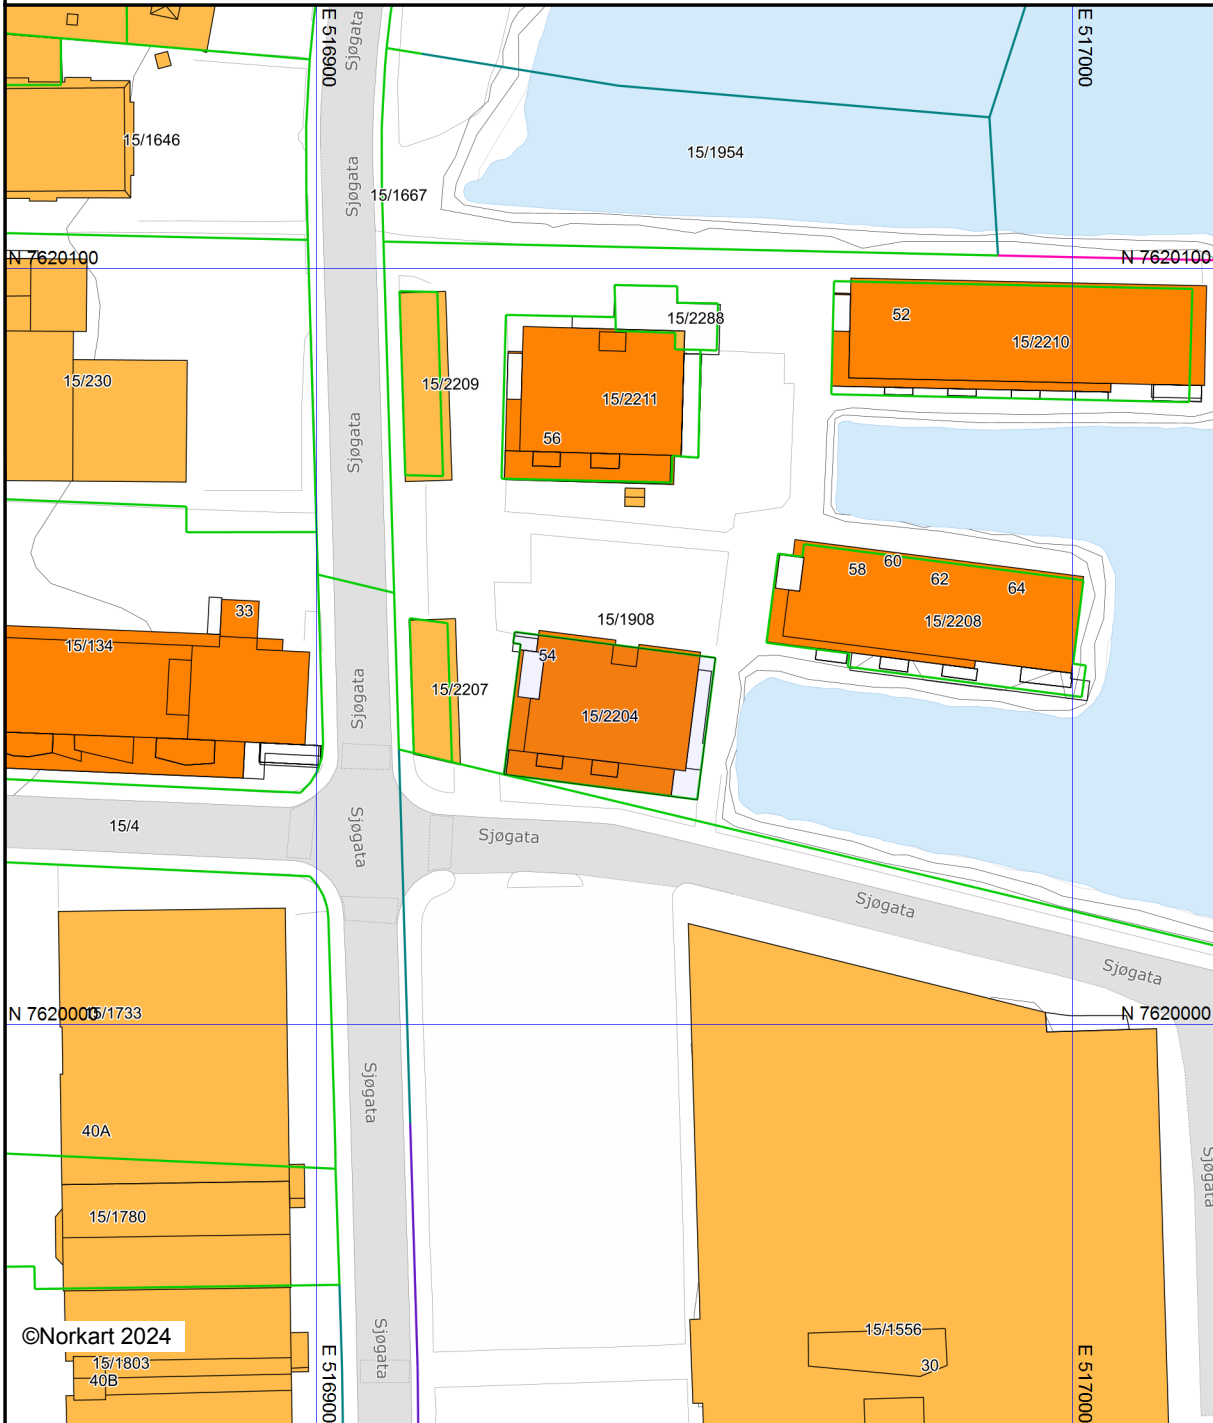 E 516900
Sjøgata
E 517000
15/1646
15/1954
Sjøgata
15/1667
N 7620100
N 7620100
15/2288
52
15/2210
15/230
15/2209
15/2211
Sjøgata
56
60
58
62
64
33
15/1908
15/2208
15/134
54
15/2207
Sjøgata
15/2204
15/4
Sjøgata
Sjøgata
Sjøgata
Sjøgata
N 7620000
15/1733
N 7620000
Sjøgata
40A
Sjøgata
15/1780
©Norkart 2024
15/1556
Sjøgata
15/1803
30
40B
E 516900
E 517000